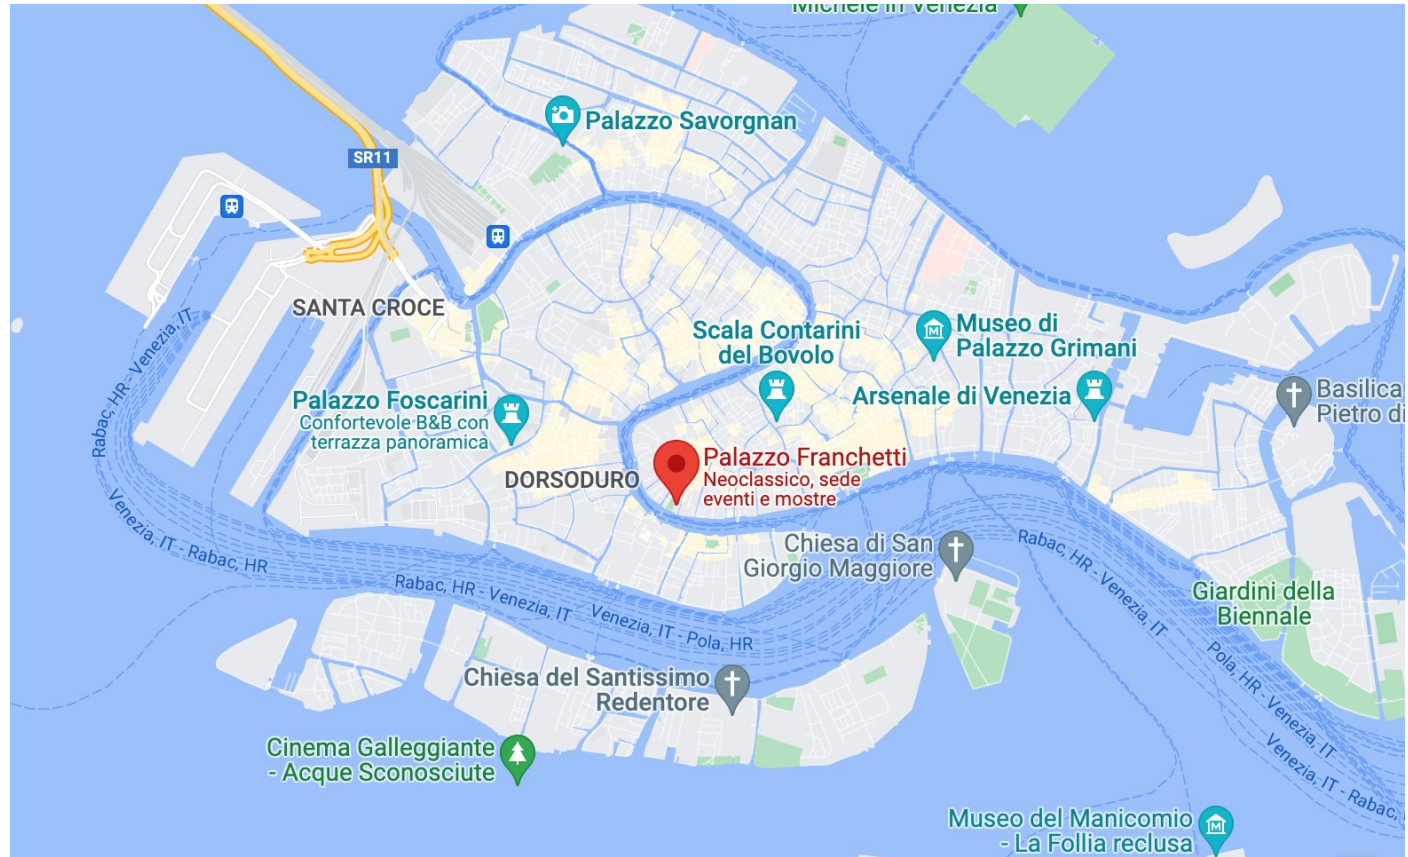 Michele in Venezia
Palazzo Savorgnan
SR11
SANTA CROCE
Scala Contarini
del Bovolo
Museo di
Palazzo Grimani
Palazzo Foscarini
Confortevole B&B con
terrazza panoramica
Arsenale di Venezia
Basilica
Pietro di
DORSODURO
Palazzo Franchetti
Neoclassico, sede
eventi e mostre
Rabac, HR - Venezia, IT
Venezia, IT - Rabac, HR
Rabac, HR - Venezia, IT
Venezia, IT - Pola, HR
Chiesa di San
Giorgio Maggiore
Rabac, HR - Venezia, IT
Giardini della
Biennale
Pola, HR - Venezia, IT
Venezia, IT - Rabac,
Chiesa del Santissimo
Redentore
Cinema Galleggiante
- Acque Sconosciute
Museo del Manicomio
- La Follia reclusa